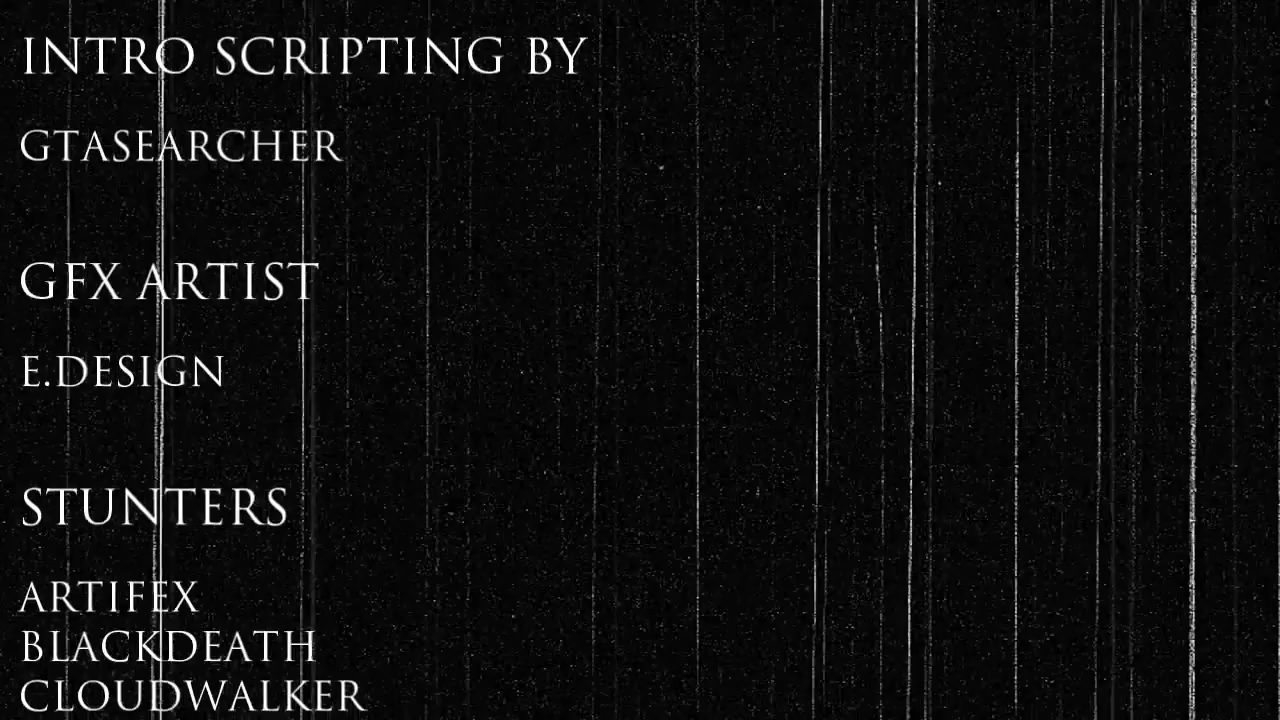 INTRO SCRIPTING BY
GTASEARCHER
GFX ARTIST
E.DESIGN
STUNTERS
ARTIFEX
BLACKDEATH
CLOUDWALKER